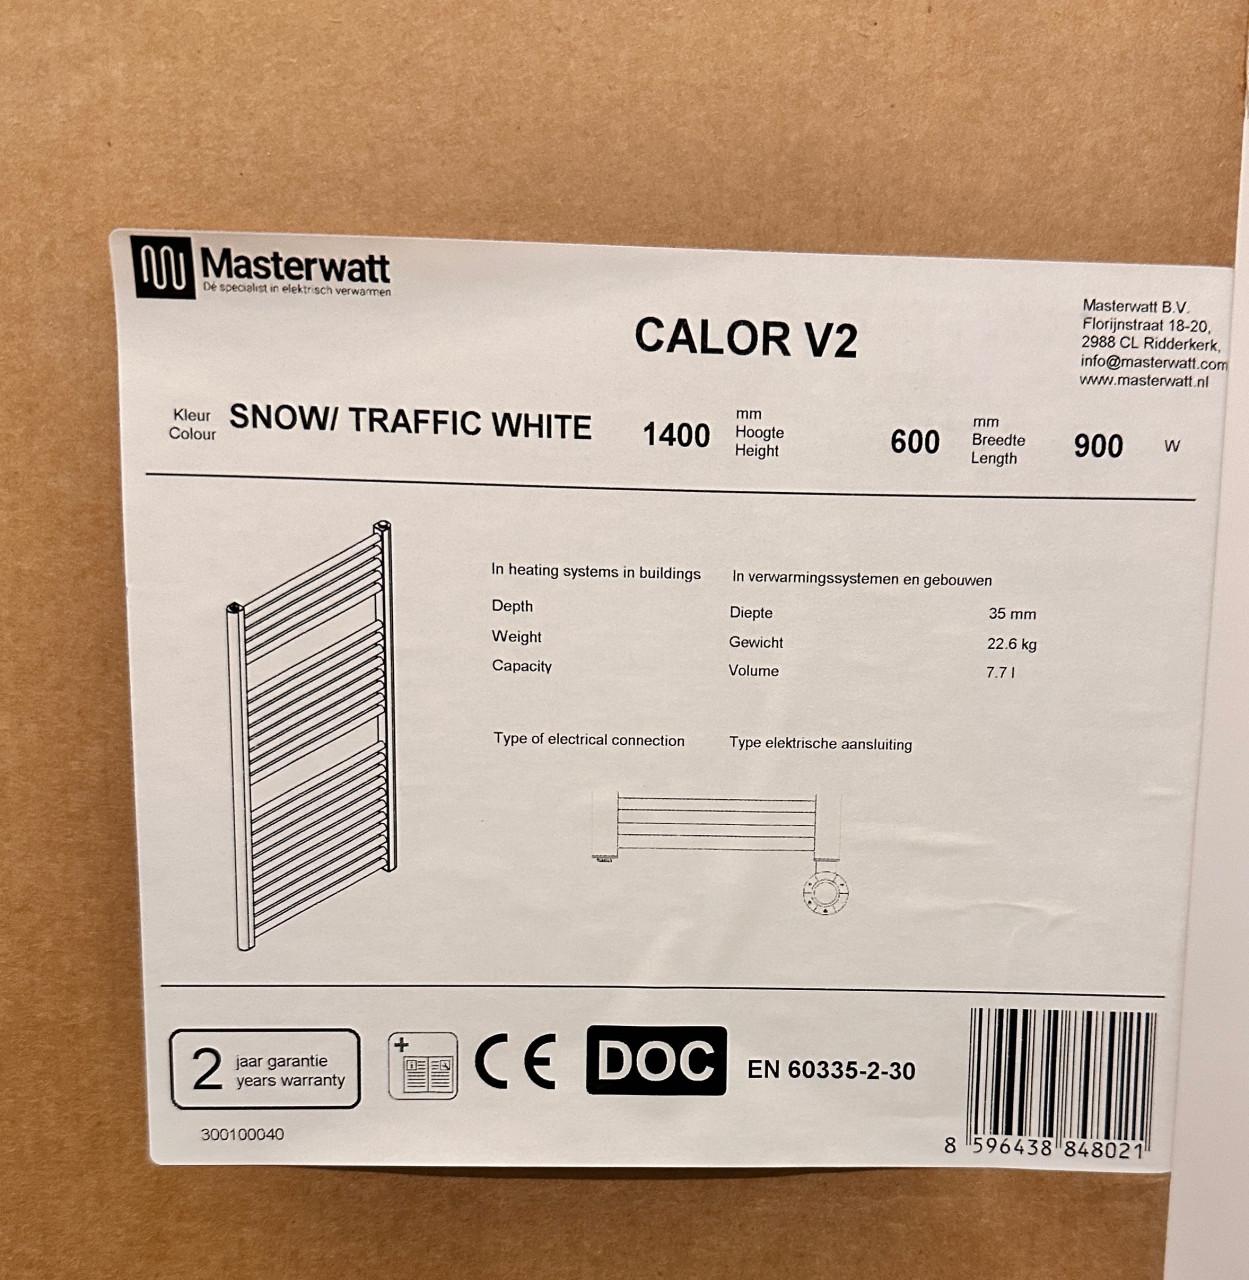 Masterwatt
Dé specialist in elektrisch verwarmen
CALOR V2
Masterwatt B.V.
Florijnstraat 18-20,
2988 CL Ridderkerk,
info@masterwatt.com
www.masterwatt.nl
Kleur
Colour
SNOW/ TRAFFIC WHITE
1400
mm
Hoogte
Height
600
mm
Breedte
Length
900
W
In heating systems in buildings
In verwarmingssystemen en gebouwen
Depth
Diepte
35 mm
Weight
Gewicht
22.6 kg
Capacity
Volume
7.7 l
Type of electrical connection
Type elektrische aansluiting
2
jaar garantie
years warranty
CE
DOC
EN 60335-2-30
300100040
8 596438 848021